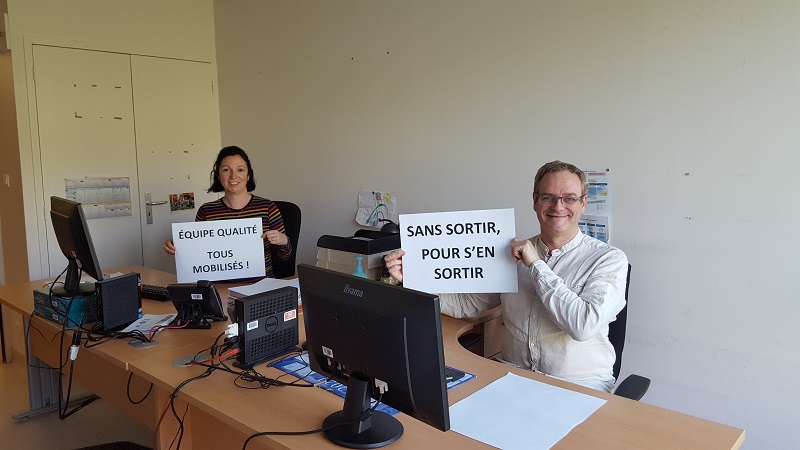 ÉQUIPE QUALITÉ
TOUS
MOBILISÉS !
SANS SORTIR,
POUR S'EN
SORTIR
iiyama
DELL